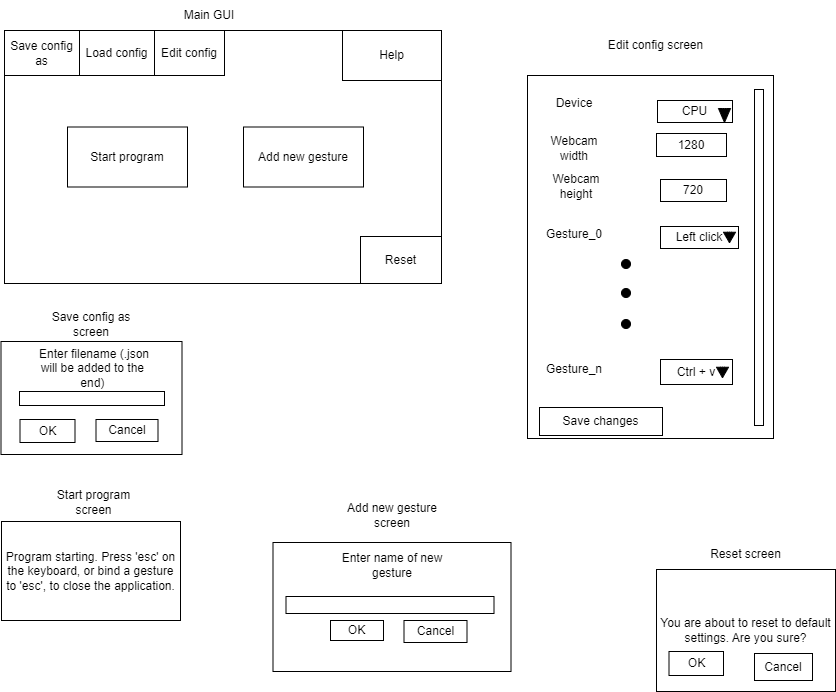 Main GUI
Save config
as
Load config
Edit config
Help
Start program
Add new gesture
Reset
Edit config screen
Device
CPU
Webcam
width
1280
Webcam
height
720
Gesture_0
Left click
Gesture_n
Ctrl + v
Save changes
Save config as
screen
Enter filename (.json
will be added to the
end)
OK
Cancel
Start program
screen
Program starting. Press 'esc' on
the keyboard, or bind a gesture
to 'esc', to close the application.
Add new gesture
screen
Enter name of new
gesture
OK
Cancel
Reset screen
You are about to reset to default
settings. Are you sure?
OK
Cancel